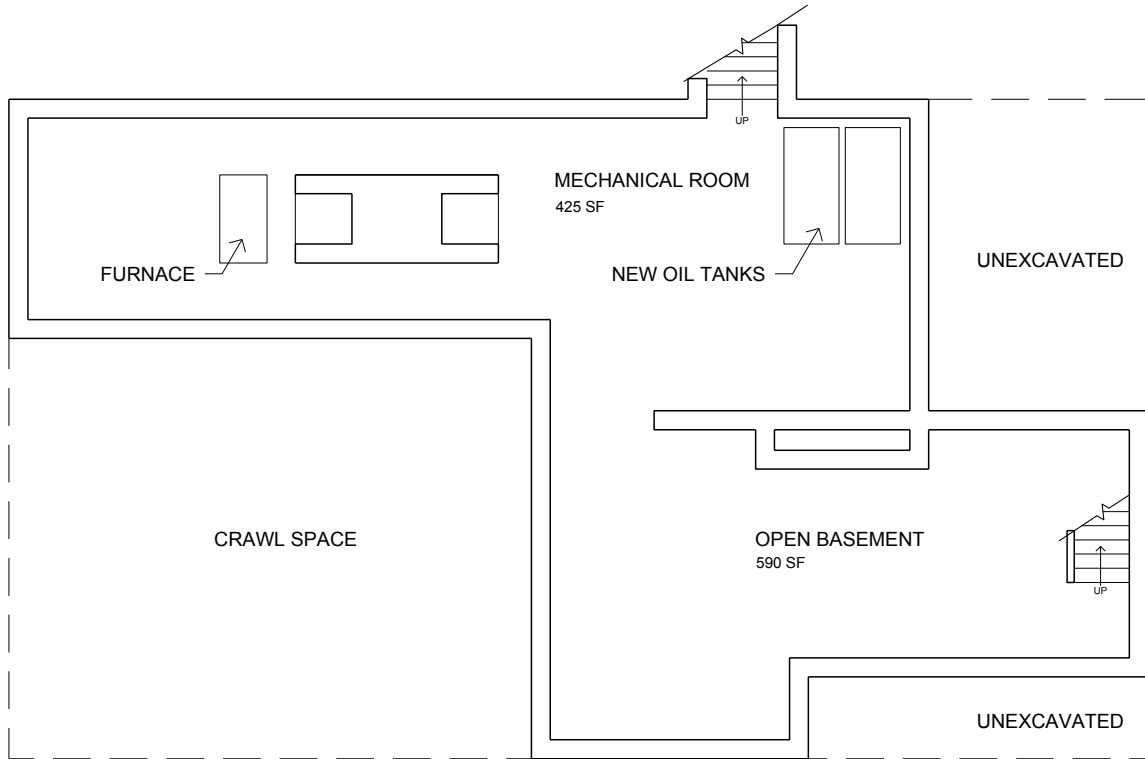 UP
MECHANICAL ROOM
425 SF
UNEXCAVATED
FURNACE
NEW OIL TANKS
CRAWL SPACE
OPEN BASEMENT
590 SF
UP
UNEXCAVATED